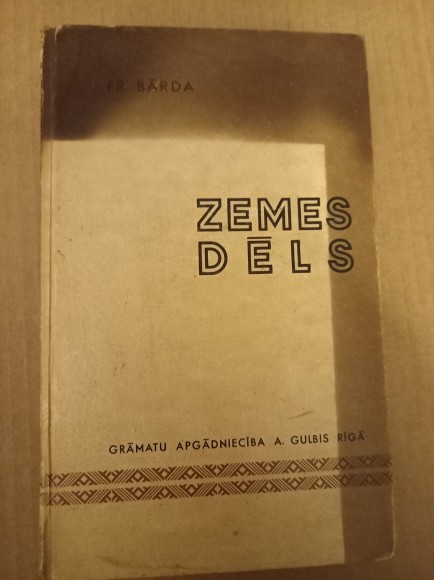 FR. BĀRDA
ZEMES
DĒLS
GRĀMATU APGĀDNIECĪBA A. GULBIS RĪGĀ